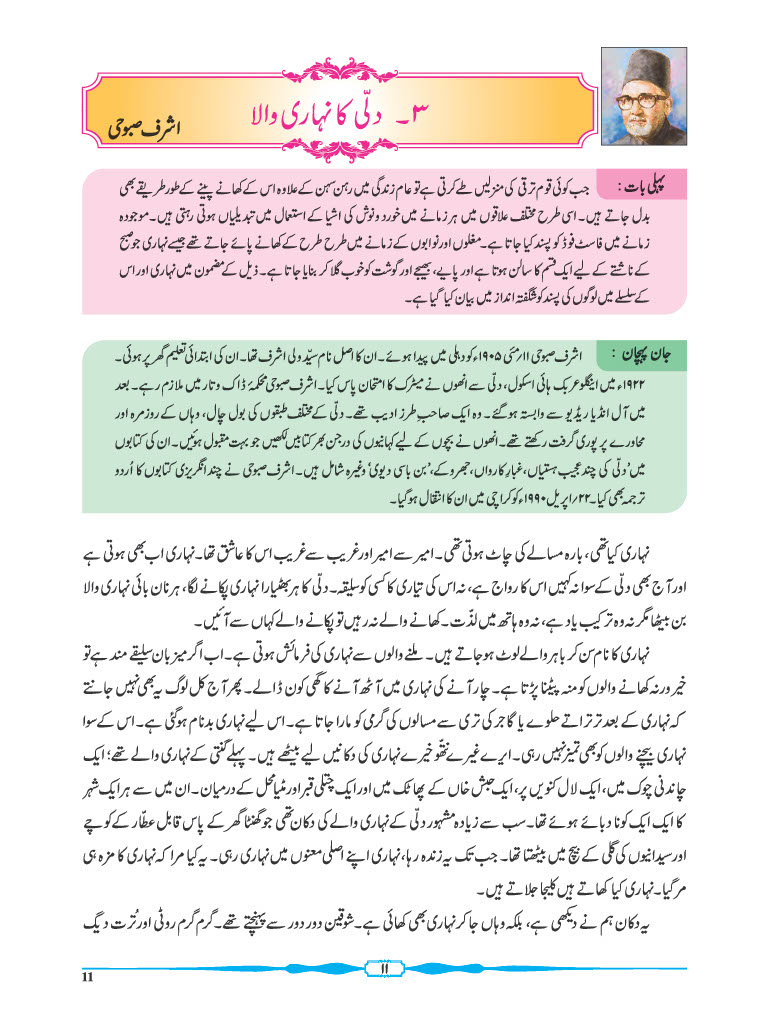 ۳۔ دلّی کا نہاری والا
اشرف صبوحی
پہلی بات : جب کوئی قوم ترقی کی منزلیں طے کرتی ہے تو عام زندگی میں رہن سہن کے علاوہ اس کے کھانے پینے کے طور طریقے بھی
بدل جاتے ہیں۔ اسی طرح مختلف علاقوں میں ہر زمانے میں خورد و نوش کی اشیا کے استعمال میں تبدیلیاں ہوتی رہتی ہیں۔ موجودہ
زمانے میں فاسٹ فوڈ کو پسند کیا جاتا ہے۔ مغلوں اور نوابوں کے زمانے میں طرح طرح کے کھانے پائے جاتے تھے جیسے نہاری جو صبح
کے ناشتے کے لیے ایک قسم کا سالن ہوتا ہے اور پایے، بھیجے اور گوشت کو خوب گلا کر بنایا جاتا ہے۔ ذیل کے مضمون میں نہاری اور اس
کے سلسلے میں لوگوں کی پسند کو شگفتہ انداز میں بیان کیا گیا ہے۔
جان پہچان : اشرف صبوحی ۱۱؍مئی ۱۹۰۵ء کو دہلی میں پیدا ہوئے۔ ان کا اصل نام سیّد ولی اشرف تھا۔ ان کی ابتدائی تعلیم گھر پر ہوئی۔
۱۹۲۲ء میں اینگلو عربک ہائی اسکول، دلّی سے انھوں نے میٹرک کا امتحان پاس کیا۔ اشرف صبوحی محکمۂ ڈاک و تار میں ملازم رہے۔ بعد
میں آل انڈیا ریڈیو سے وابستہ ہوگئے۔ وہ ایک صاحبِ طرز ادیب تھے۔ دلّی کے مختلف طبقوں کی بول چال، وہاں کے روزمرہ اور
محاورے پر پوری گرفت رکھتے تھے۔ انھوں نے بچوں کے لیے کہانیوں کی درجن بھر کتابیں لکھیں جو بہت مقبول ہوئیں۔ ان کی کتابوں
میں 'دلّی کی چند عجیب ہستیاں، غبارِ کارواں، جھروکے، بُن باسی دیوی' وغیرہ شامل ہیں۔ اشرف صبوحی نے چند انگریزی کتابوں کا اُردو
ترجمہ بھی کیا۔ ۲۲؍اپریل ۱۹۹۰ء کو کراچی میں ان کا انتقال ہوگیا۔
نہاری کیا تھی، بارہ مسالے کی چاٹ ہوتی تھی۔ امیر سے امیر اور غریب سے غریب اس کا عاشق تھا۔ نہاری اب بھی ہوتی ہے
اور آج بھی دلّی کے سوا نہ کہیں اس کا رواج ہے، نہ اس کی تیاری کا کسی کو سلیقہ۔ دلّی کا ہر بھٹیارا نہاری پکانے لگا، ہر نان بائی نہاری والا
بن بیٹھا مگر نہ وہ ترکیب یاد ہے، نہ وہ ہاتھ میں لذّت۔ کھانے والے نہ رہیں تو پکانے والے کہاں سے آئیں۔
نہاری کا نام سن کر باہر والے لوٹ ہوجاتے ہیں۔ ملنے والوں سے نہاری کی فرمائش ہوتی ہے۔ اب اگر میزبان سلیقے مند ہے تو
خیر ورنہ کھانے والوں کو منہ پیٹنا پڑتا ہے۔ چار آنے کی نہاری میں آٹھ آنے کا گھی کون ڈالے۔ پھر آج کل لوگ یہ بھی نہیں جانتے
کہ نہاری کے بعد ترتراتے حلوے یا گاجر کی تری سے مسالوں کی گرمی کو مارا جاتا ہے۔ اس لیے نہاری بدنام ہوگئی ہے۔ اس کے سوا
نہاری بیچنے والوں کو بھی تمیز نہیں رہی۔ ایرے غیرے نتھو خیرے نہاری کی دکانیں لیے بیٹھے ہیں۔ پہلے گنتی کے نہاری والے تھے؛ ایک
چاندنی چوک میں، ایک لال کنویں پر، ایک حبش خاں کے پھاٹک میں اور ایک چتلی قبر اور مٹیا محل کے درمیان۔ ان میں سے ہر ایک شہر
کا ایک ایک کونا دبائے ہوئے تھا۔ سب سے زیادہ مشہور دلّی کے نہاری والے کی دکان تھی جو گھنٹا گھر کے پاس قابل عطّار کے کوچے
اور سیدانیوں کی گلی کے بیچ میں بیٹھتا تھا۔ جب تک یہ زندہ رہا، نہاری اپنے اصلی معنوں میں نہاری رہی۔ یہ کیا مرا کہ نہاری کا مزہ ہی
مر گیا۔ نہاری کیا کھاتے ہیں کلیجا جلاتے ہیں۔
یہ دکان ہم نے دیکھی ہے، بلکہ وہاں جا کر نہاری بھی کھائی ہے۔ شوقین دور دور سے پہنچتے تھے۔ گرم گرم روٹی اور تُرت دیگ
۱۱
11